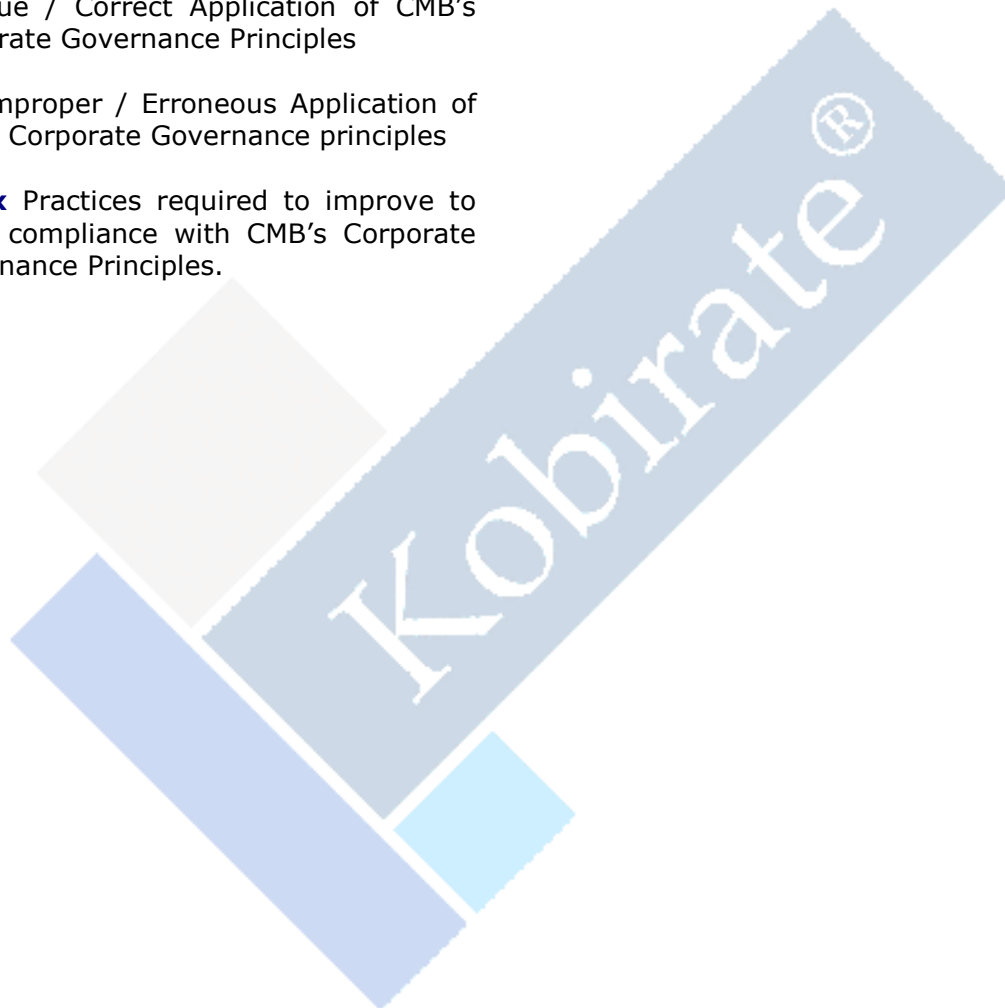 ue / Correct Application of CMB's
rate Governance Principles
mproper / Erroneous Application of
Corporate Governance principles
x Practices required to improve to
compliance with CMB's Corporate
nance Principles.
Kobirate ®